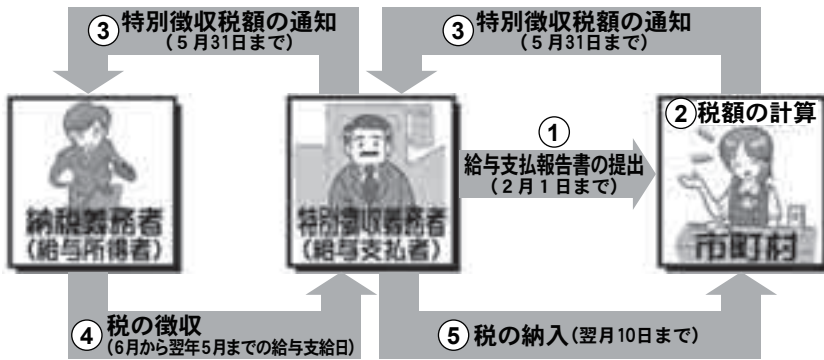 ③特別徴収税額の通知
（5月31日まで）
③特別徴収税額の通知
（5月31日まで）
納税義務者
（給与所得者）
特別徴収義務者
（給与支払者）
①
給与支払報告書の提出
（2月1日まで）
②税額の計算
市町村
④税の徴収
（6月から翌年5月までの給与支給日）
⑤税の納入（翌月10日まで）